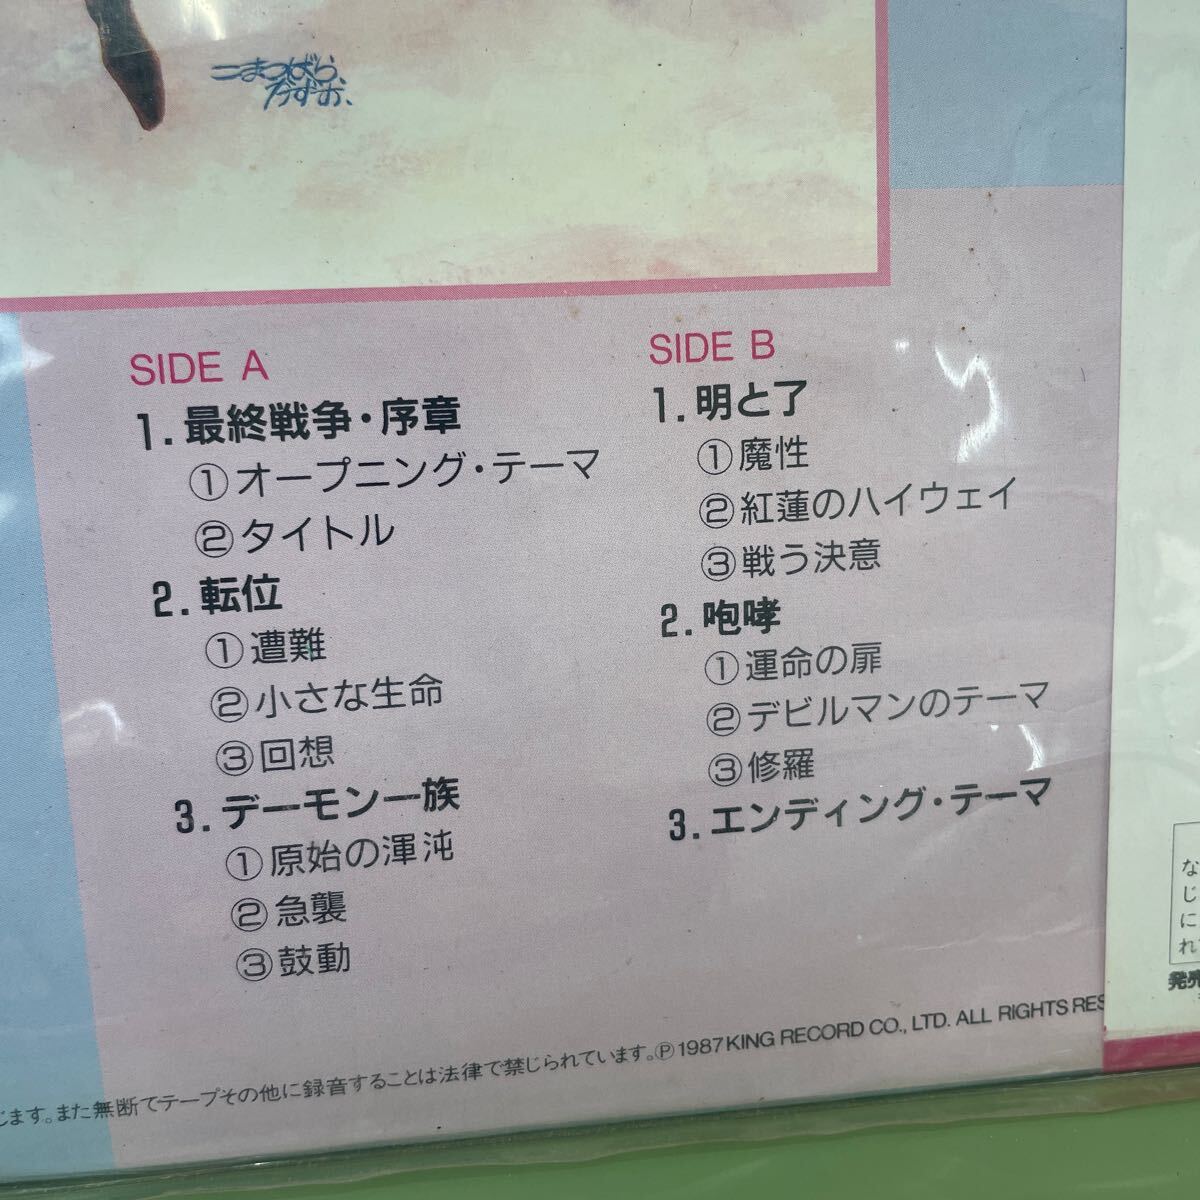 こまつばら、
かずお、
SIDE A
1. 最終戦争・序章
①オープニング・テーマ
②タイトル
2. 転位
①遭難
②小さな生命
③回想
3. デーモン一族
①原始の渾沌
②急襲
③鼓動
SIDE B
1. 明と了
①魔性
②紅蓮のハイウェイ
③戦う決意
2. 咆哮
①運命の扉
②デビルマンのテーマ
③修羅
3. エンディング・テーマ
じます。また無断でテープその他に録音することは法律で禁じられています。Ⓟ1987 KING RECORD CO., LTD. ALL RIGHTS RES
な
じ
に
れ
発売